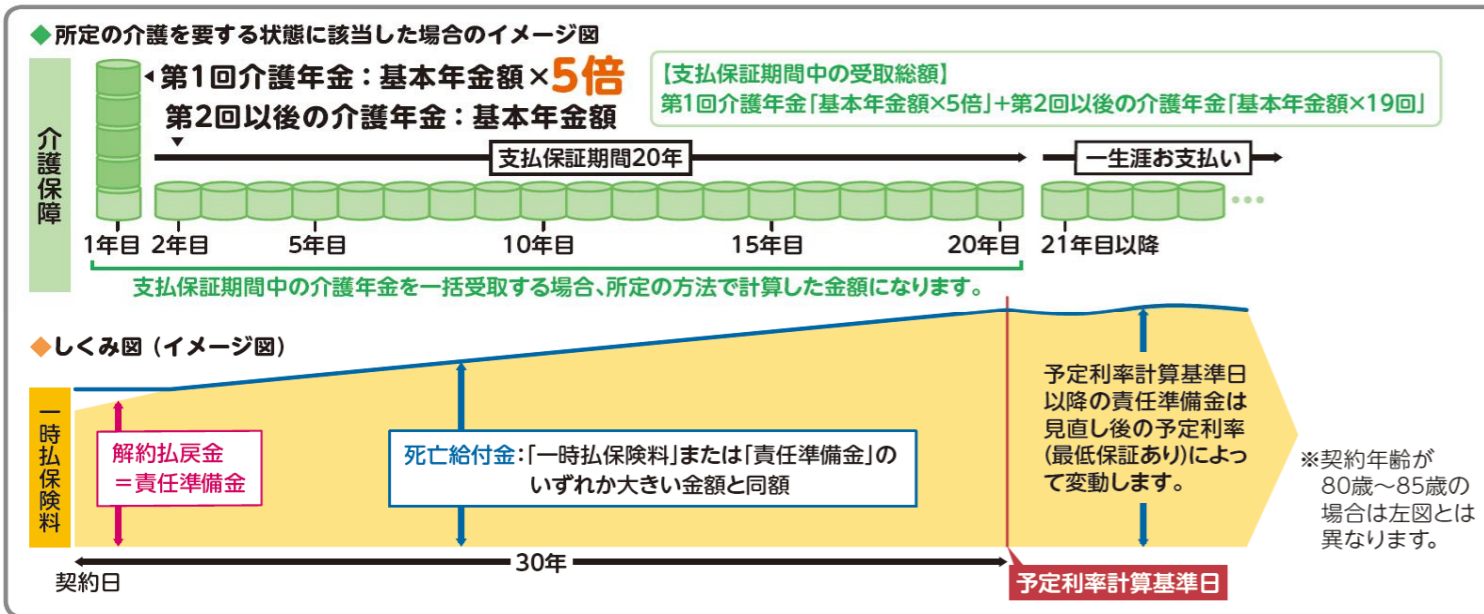 ◆所定の介護を要する状態に該当した場合のイメージ図
介護保障
第1回介護年金：基本年金額×5倍
第2回以後の介護年金：基本年金額
【支払保証期間中の受取総額】
第1回介護年金「基本年金額×5倍」+第2回以後の介護年金「基本年金額×19回」
支払保証期間20年
一生涯お支払い
1年目 2年目 5年目 10年目 15年目 20年目 21年目以降
支払保証期間中の介護年金を一括受取する場合、所定の方法で計算した金額になります。
◆しくみ図（イメージ図）
一時払保険料
解約払戻金
＝責任準備金
死亡給付金：「一時払保険料」または「責任準備金」の
いずれか大きい金額と同額
予定利率計算基準日
以降の責任準備金は
見直し後の予定利率
(最低保証あり)によっ
て変動します。
※契約年齢が
80歳～85歳の
場合は左図とは
異なります。
30年
契約日
予定利率計算基準日